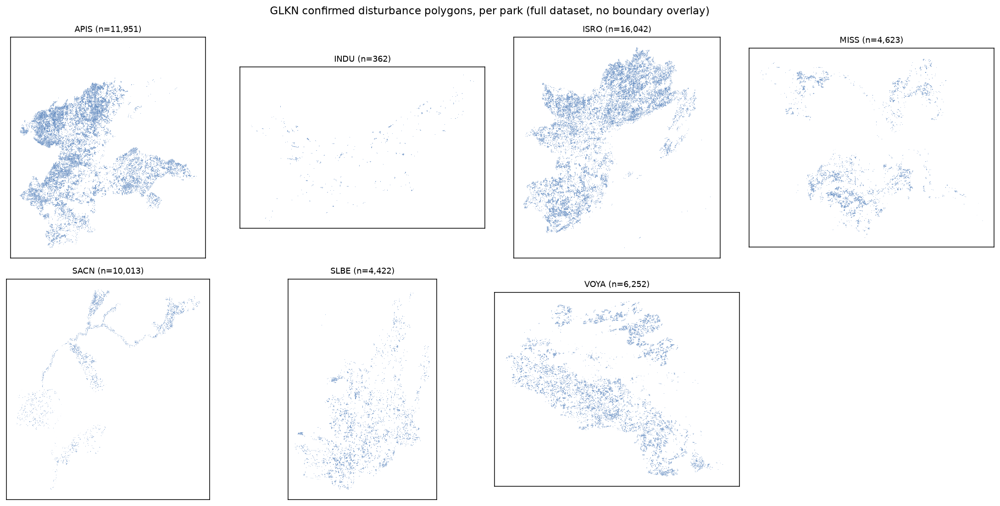 GLKN confirmed disturbance polygons, per park (full dataset, no boundary overlay)
APIS (n=11,951)
INDU (n=362)
ISRO (n=16,042)
MISS (n=4,623)
SACN (n=10,013)
SLBE (n=4,422)
VOYA (n=6,252)